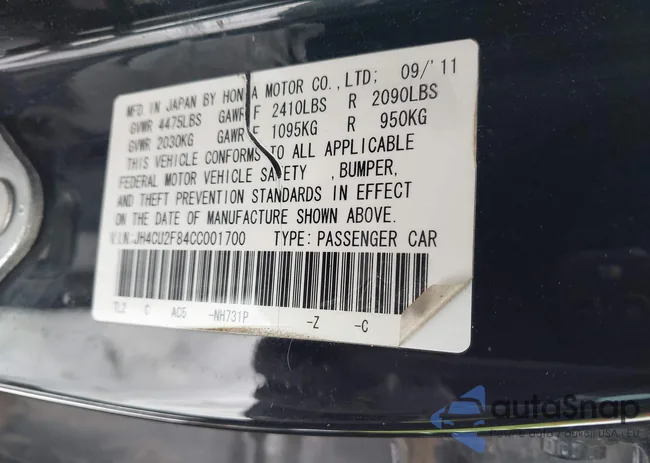 MFD. IN JAPAN BY HONDA MOTOR CO.,LTD; 09/'11
GVWR 4475LBS GAWR F 2410LBS R 2090LBS
GVWR 2030KG GAWR F 1095KG R 950KG
THIS VEHICLE CONFORMS TO ALL APPLICABLE
FEDERAL MOTOR VEHICLE SAFETY , BUMPER,
AND THEFT PREVENTION STANDARDS IN EFFECT
ON THE DATE OF MANUFACTURE SHOWN ABOVE.
V.I.N.:JH4CU2F84CC001700 TYPE: PASSENGER CAR
TL2 C AC5 -NH731P -Z -C
autoSnap